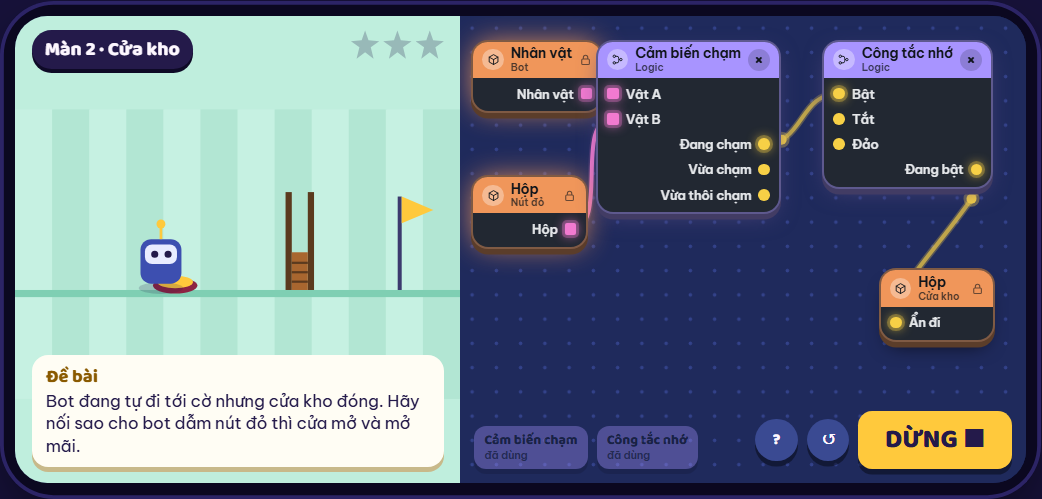 Màn 2 • Cửa kho
Đề bài
Bot đang tự đi tới cờ nhưng cửa kho đóng. Hãy
nối sao cho bot dẫm nút đỏ thì cửa mở và mở
mãi.
Nhân vật
Bot
Nhân vật
Hộp
Nút đỏ
Hộp
Cảm biến chạm
Logic
Vật A
Vật B
Đang chạm
Vừa chạm
Vừa thôi chạm
Công tắc nhớ
Logic
Bật
Tắt
Đảo
Đang bật
Hộp
Cửa kho
Ẩn đi
Cảm biến chạm
đã dùng
Công tắc nhớ
đã dùng
?
DỪNG